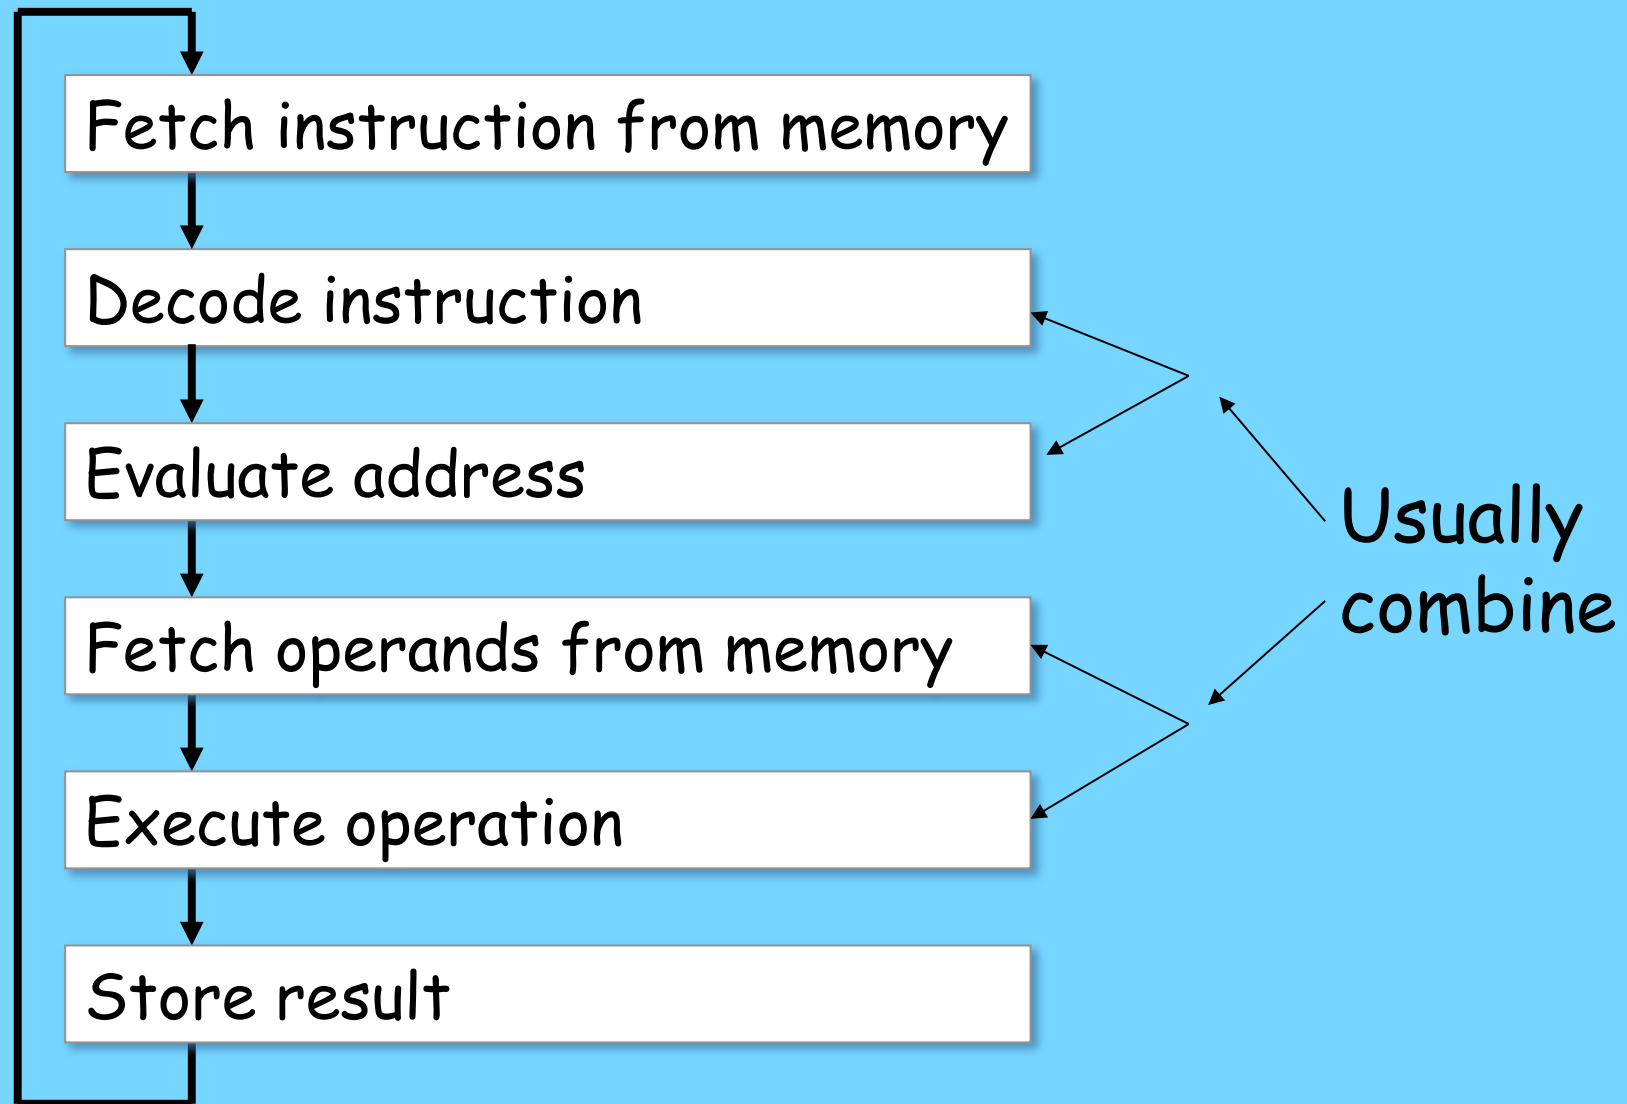 Fetch instruction from memory
Decode instruction
Evaluate address
Fetch operands from memory
Execute operation
Store result
Usually
combine